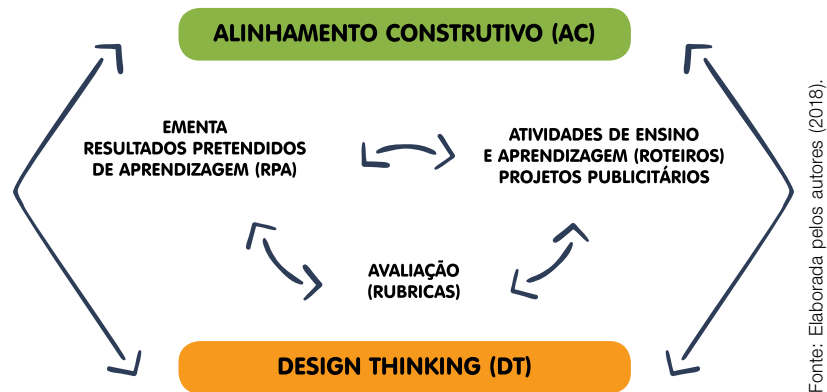 ALINHAMENTO CONSTRUTIVO (AC)
EMENTA
RESULTADOS PRETENDIDOS
DE APRENDIZAGEM (RPA)
ATIVIDADES DE ENSINO
E APRENDIZAGEM (ROTEIROS)
PROJETOS PUBLICITÁRIOS
AVALIAÇÃO
(RUBRICAS)
DESIGN THINKING (DT)
Fonte: Elaborada pelos autores (2018).